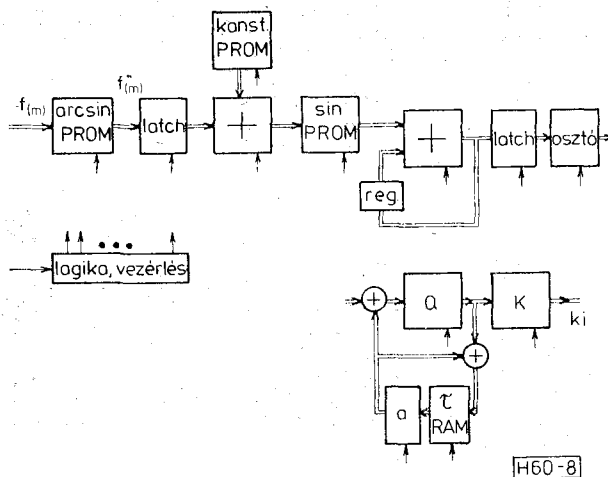 konst.
PROM
f(m)
arcsin
PROM
f"(m)
latch
+
sin
PROM
+
reg.
latch
osztó
logika, vezérlés
+
Q
K
ki
+
a
τ
RAM
H60-8